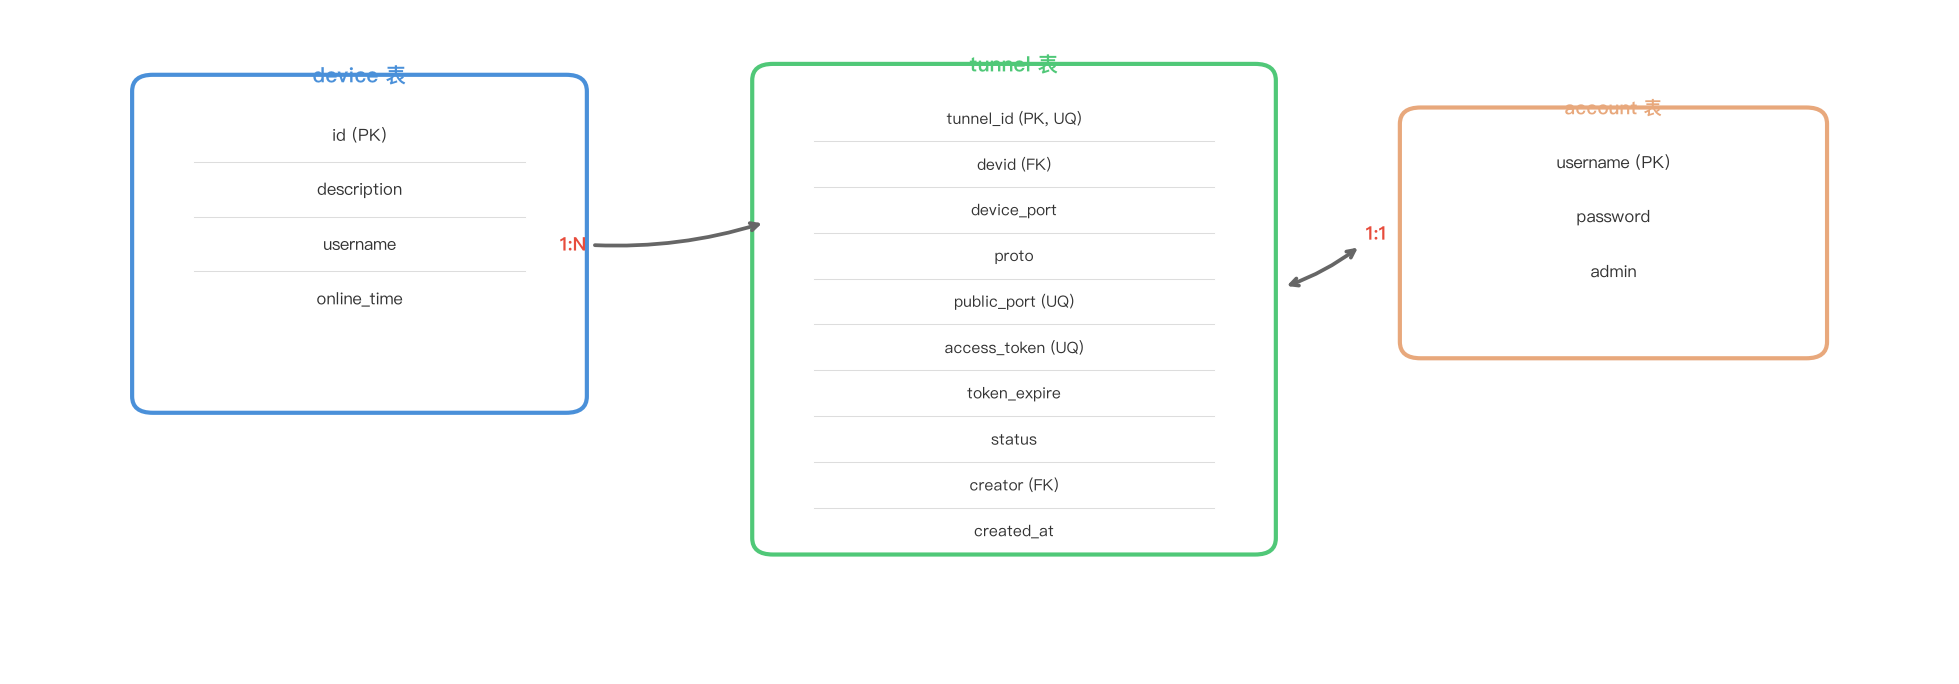 device 表
id (PK)
description
username
online_time
1:N
tunnel 表
tunnel_id (PK, UQ)
devid (FK)
device_port
proto
public_port (UQ)
access_token (UQ)
token_expire
status
creator (FK)
created_at
1:1
account 表
username (PK)
password
admin